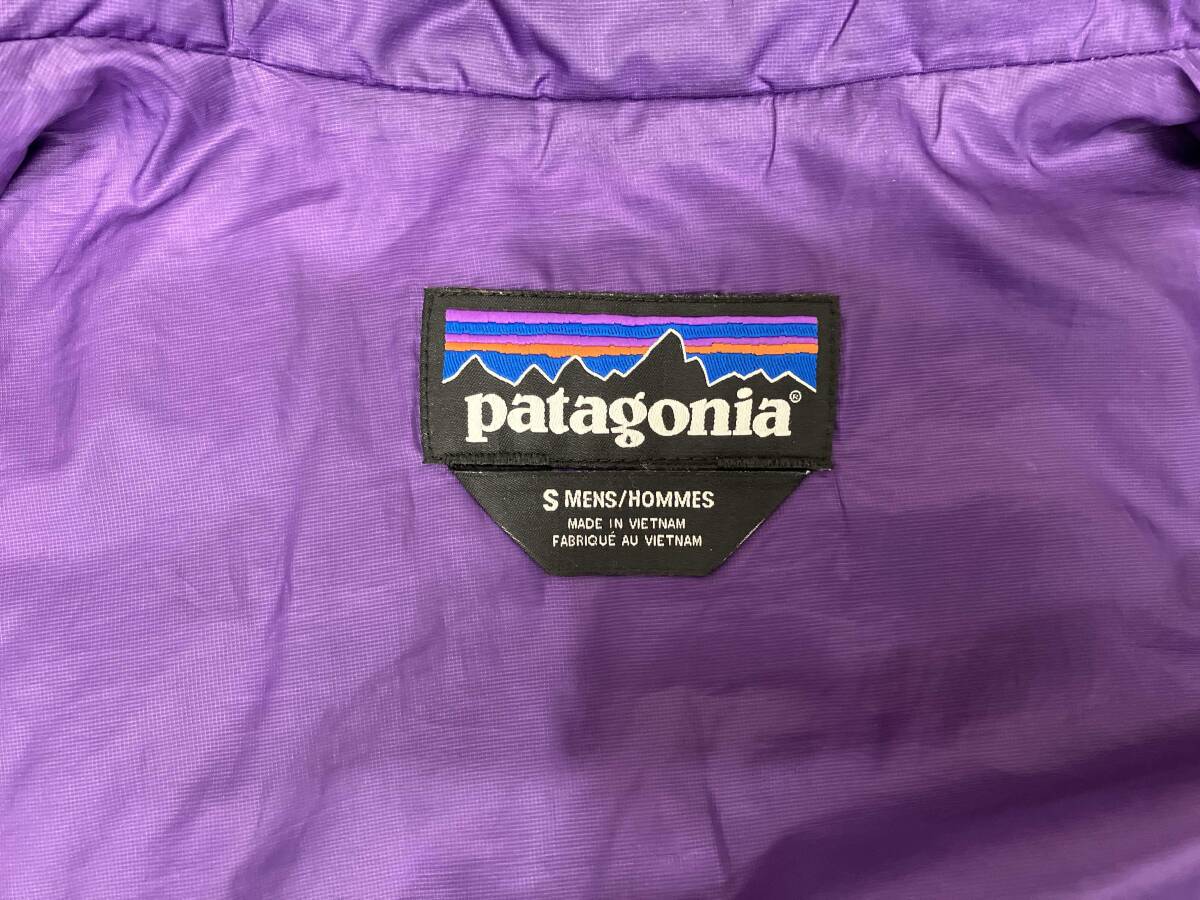 patagonia®
S MENS/HOMMES
MADE IN VIETNAM
FABRIQUÉ AU VIETNAM